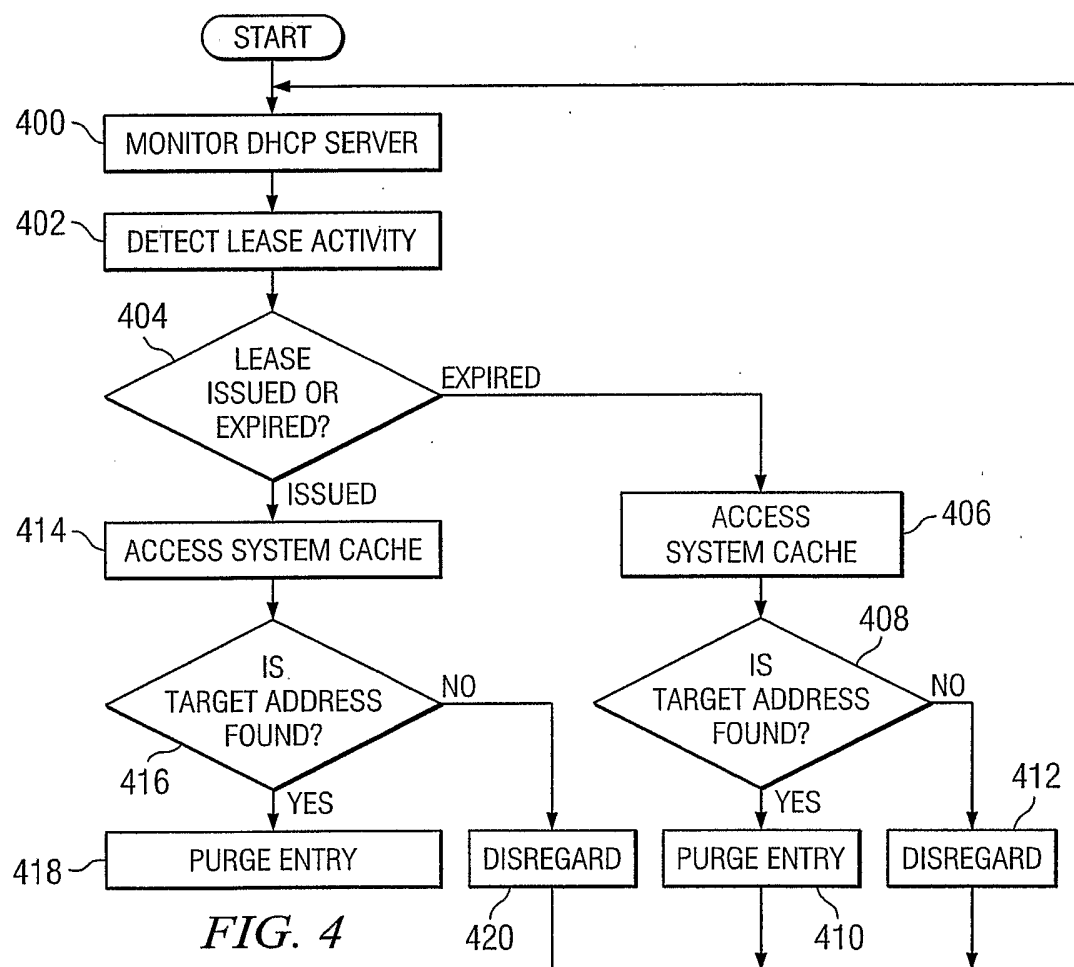 START
400
MONITOR DHCP SERVER
402
DETECT LEASE ACTIVITY
404
LEASE
ISSUED OR
EXPIRED?
EXPIRED
ISSUED
414
ACCESS SYSTEM CACHE
ACCESS
SYSTEM CACHE
406
IS
TARGET ADDRESS
FOUND?
416
NO
YES
IS
TARGET ADDRESS
FOUND?
408
NO
YES
412
418
PURGE ENTRY
DISREGARD
420
PURGE ENTRY
410
DISREGARD
FIG. 4